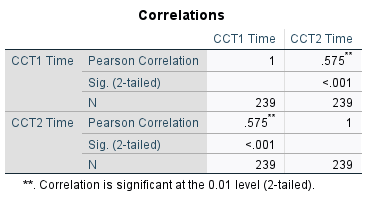 Correlations
CCT1 Time CCT2 Time
CCT1 Time Pearson Correlation 1 .575**
Sig. (2-tailed) <.001
N 239 239
CCT2 Time Pearson Correlation .575** 1
Sig. (2-tailed) <.001
N 239 239
**. Correlation is significant at the 0.01 level (2-tailed).